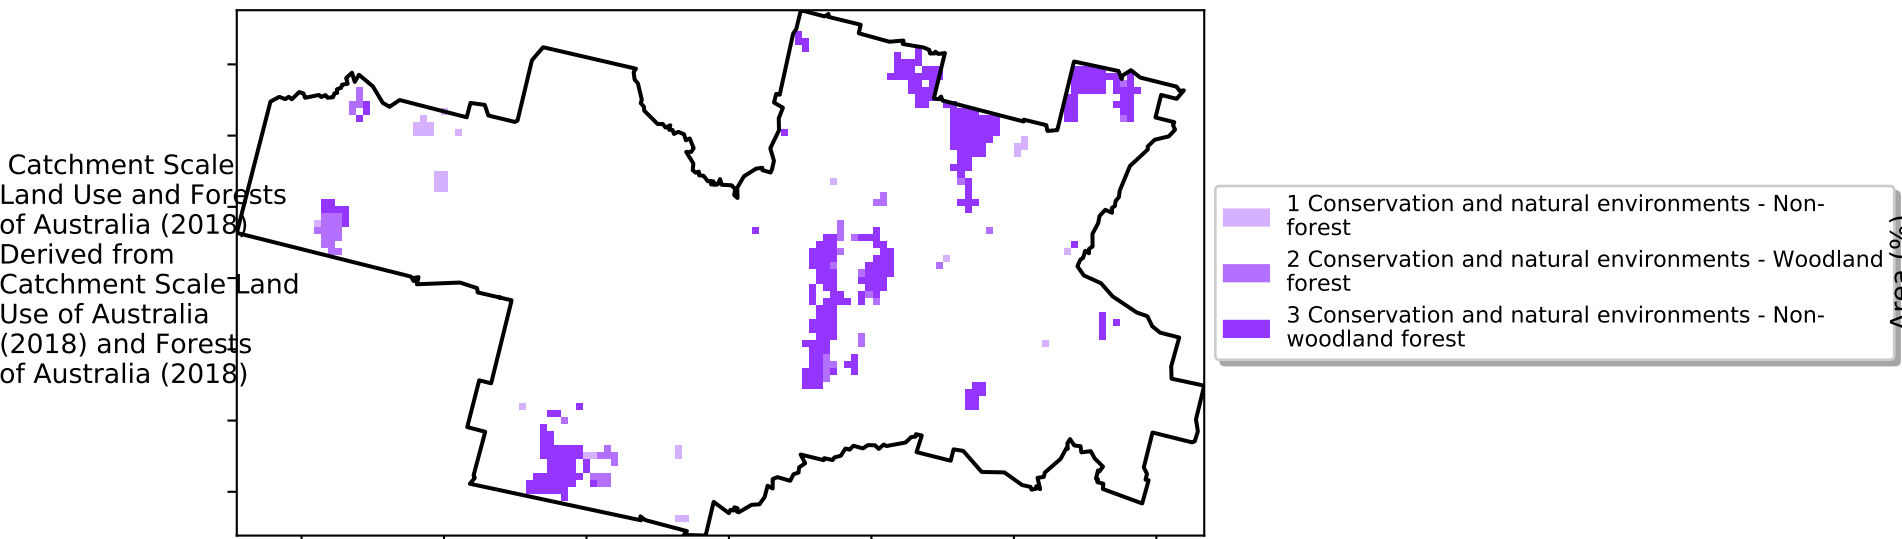 Catchment Scale
Land Use and Forests
of Australia (2018)
Derived from
Catchment Scale Land
Use of Australia
(2018) and Forests
of Australia (2018)
1 Conservation and natural environments - Non-
forest
2 Conservation and natural environments - Woodland
forest
3 Conservation and natural environments - Non-
woodland forest
Area (%)